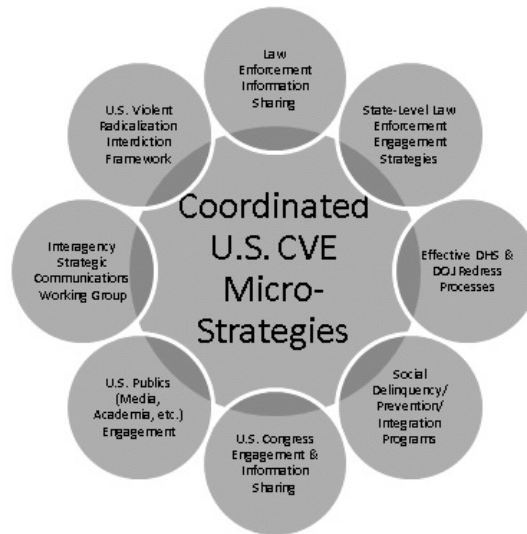 Law
Enforcement
Information
Sharing
State-Level Law
Enforcement
Engagement
Strategies
Effective DHS &
DOJ Redress
Processes
Social
Delinquency/
Prevention/
Integration
Programs
U.S. Congress
Engagement &
Information
Sharing
U.S. Publics
(Media,
Academia, etc.)
Engagement
Interagency
Strategic
Communications
Working Group
U.S. Violent
Radicalization
Interdiction
Framework
Coordinated
U.S. CVE
Micro-
Strategies